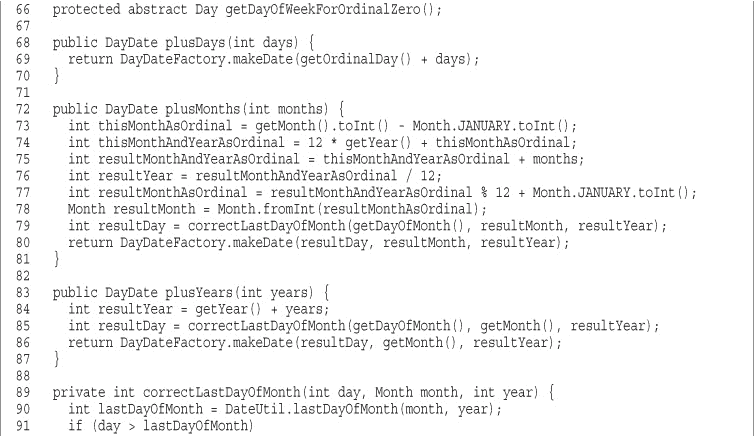 66 protected abstract Day getDayOfWeekForOrdinalZero();
67
68 public DayDate plusDays(int days) {
69 return DayDateFactory.makeDate(getOrdinalDay() + days);
70 }
71
72 public DayDate plusMonths(int months) {
73 int thisMonthAsOrdinal = getMonth().toInt() - Month.JANUARY.toInt();
74 int thisMonthAndYearAsOrdinal = 12 * getYear() + thisMonthAsOrdinal;
75 int resultMonthAndYearAsOrdinal = thisMonthAndYearAsOrdinal + months;
76 int resultYear = resultMonthAndYearAsOrdinal / 12;
77 int resultMonthAsOrdinal = resultMonthAndYearAsOrdinal % 12 + Month.JANUARY.toInt();
78 Month resultMonth = Month.fromInt(resultMonthAsOrdinal);
79 int resultDay = correctLastDayOfMonth(getDayOfMonth(), resultMonth, resultYear);
80 return DayDateFactory.makeDate(resultDay, resultMonth, resultYear);
81 }
82
83 public DayDate plusYears(int years) {
84 int resultYear = getYear() + years;
85 int resultDay = correctLastDayOfMonth(getDayOfMonth(), getMonth(), resultYear);
86 return DayDateFactory.makeDate(resultDay, getMonth(), resultYear);
87 }
88
89 private int correctLastDayOfMonth(int day, Month month, int year) {
90 int lastDayOfMonth = DateUtil.lastDayOfMonth(month, year);
91 if (day > lastDayOfMonth)